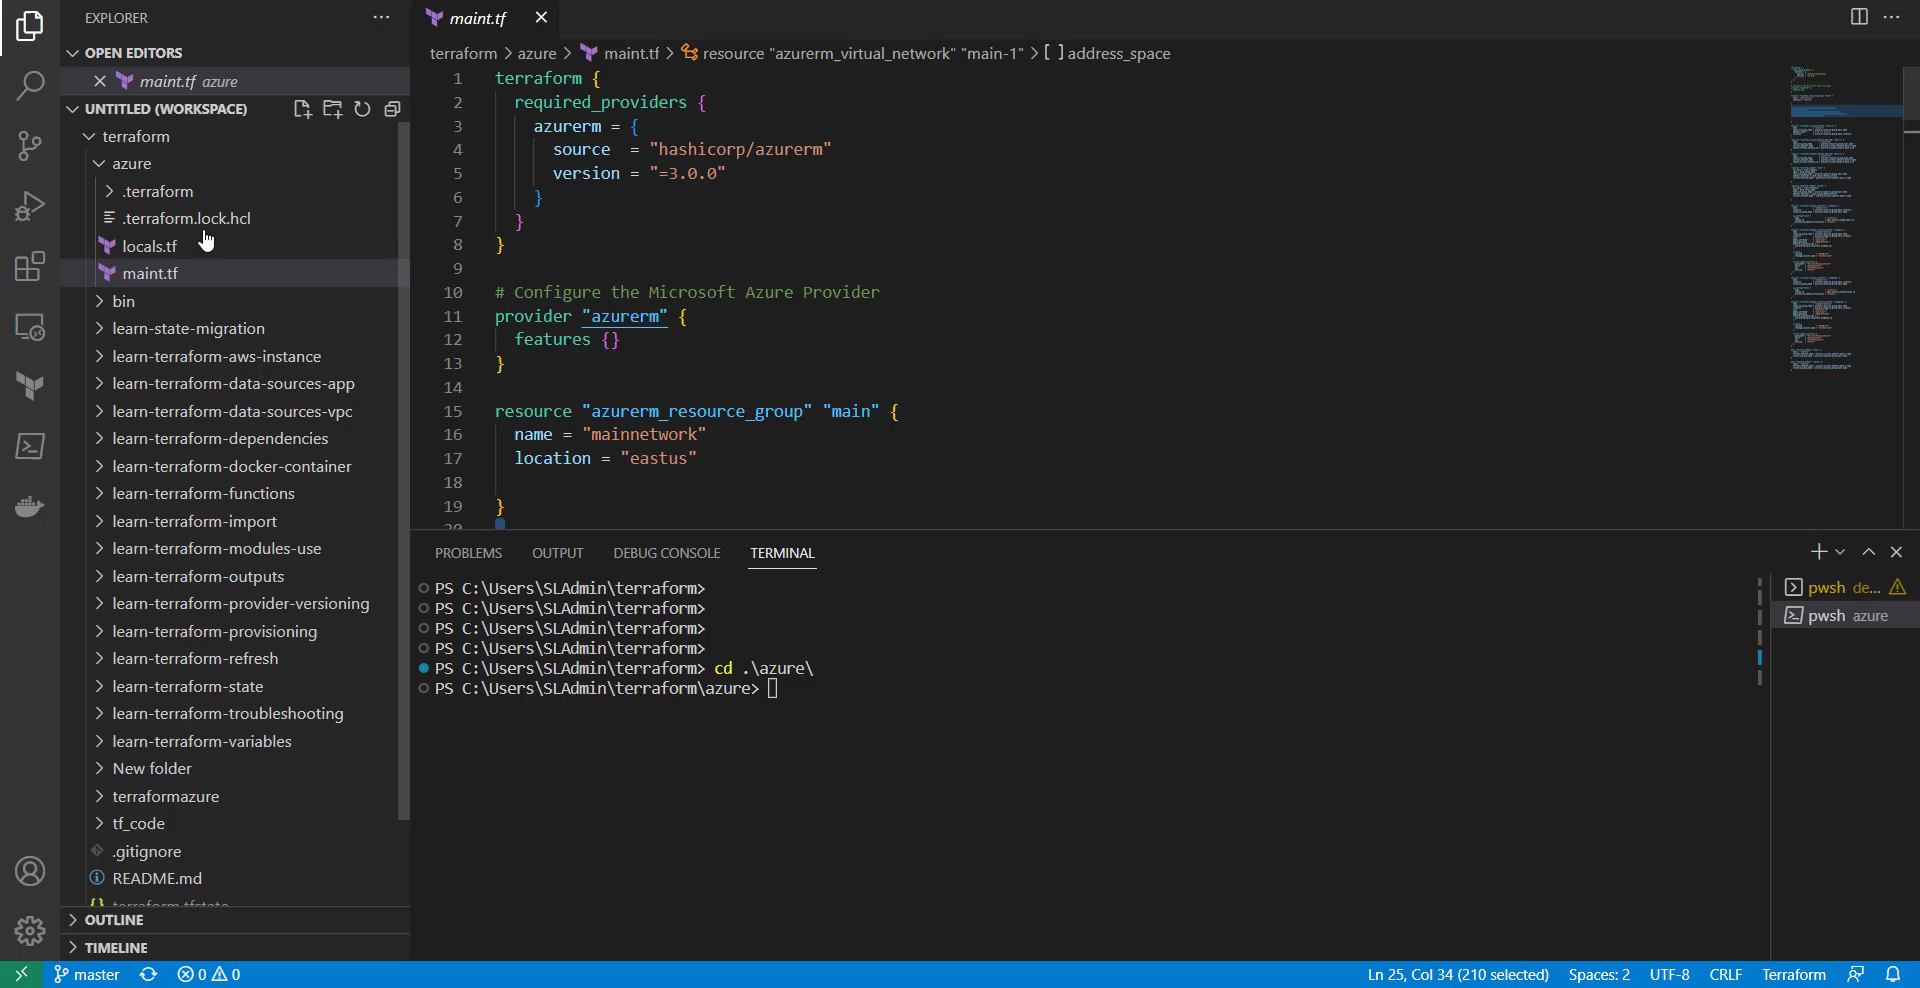 EXPLORER
OPEN EDITORS
maint.tf azure
UNTITLED (WORKSPACE)
terraform
azure
.terraform
.terraform.lock.hcl
locals.tf
maint.tf
bin
learn-state-migration
learn-terraform-aws-instance
learn-terraform-data-sources-app
learn-terraform-data-sources-vpc
learn-terraform-dependencies
learn-terraform-docker-container
learn-terraform-functions
learn-terraform-import
learn-terraform-modules-use
learn-terraform-outputs
learn-terraform-provider-versioning
learn-terraform-provisioning
learn-terraform-refresh
learn-terraform-state
learn-terraform-troubleshooting
learn-terraform-variables
New folder
terraformazure
tf_code
.gitignore
README.md
terraform.tfstate
OUTLINE
TIMELINE
maint.tf
terraform > azure > maint.tf > resource "azurerm_virtual_network" "main-1" > [ ] address_space
1 terraform {
2 required_providers {
3 azurerm = {
4 source = "hashicorp/azurerm"
5 version = "=3.0.0"
6 }
7 }
8 }
9
10 # Configure the Microsoft Azure Provider
11 provider "azurerm" {
12 features {}
13 }
14
15 resource "azurerm_resource_group" "main" {
16 name = "mainnetwork"
17 location = "eastus"
18
19 }
20
PROBLEMS OUTPUT DEBUG CONSOLE TERMINAL
PS C:\Users\SLAdmin\terraform>
PS C:\Users\SLAdmin\terraform>
PS C:\Users\SLAdmin\terraform>
PS C:\Users\SLAdmin\terraform>
PS C:\Users\SLAdmin\terraform> cd .\azure\
PS C:\Users\SLAdmin\terraform\azure>
pwsh de...
pwsh azure
master 0 0 Ln 25, Col 34 (210 selected) Spaces: 2 UTF-8 CRLF Terraform